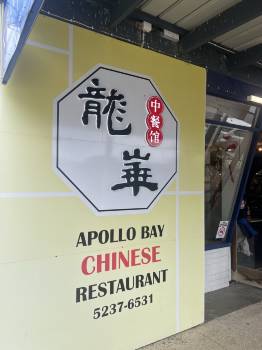 龍華
中餐馆
APOLLO BAY
CHINESE
RESTAURANT
5237-6531